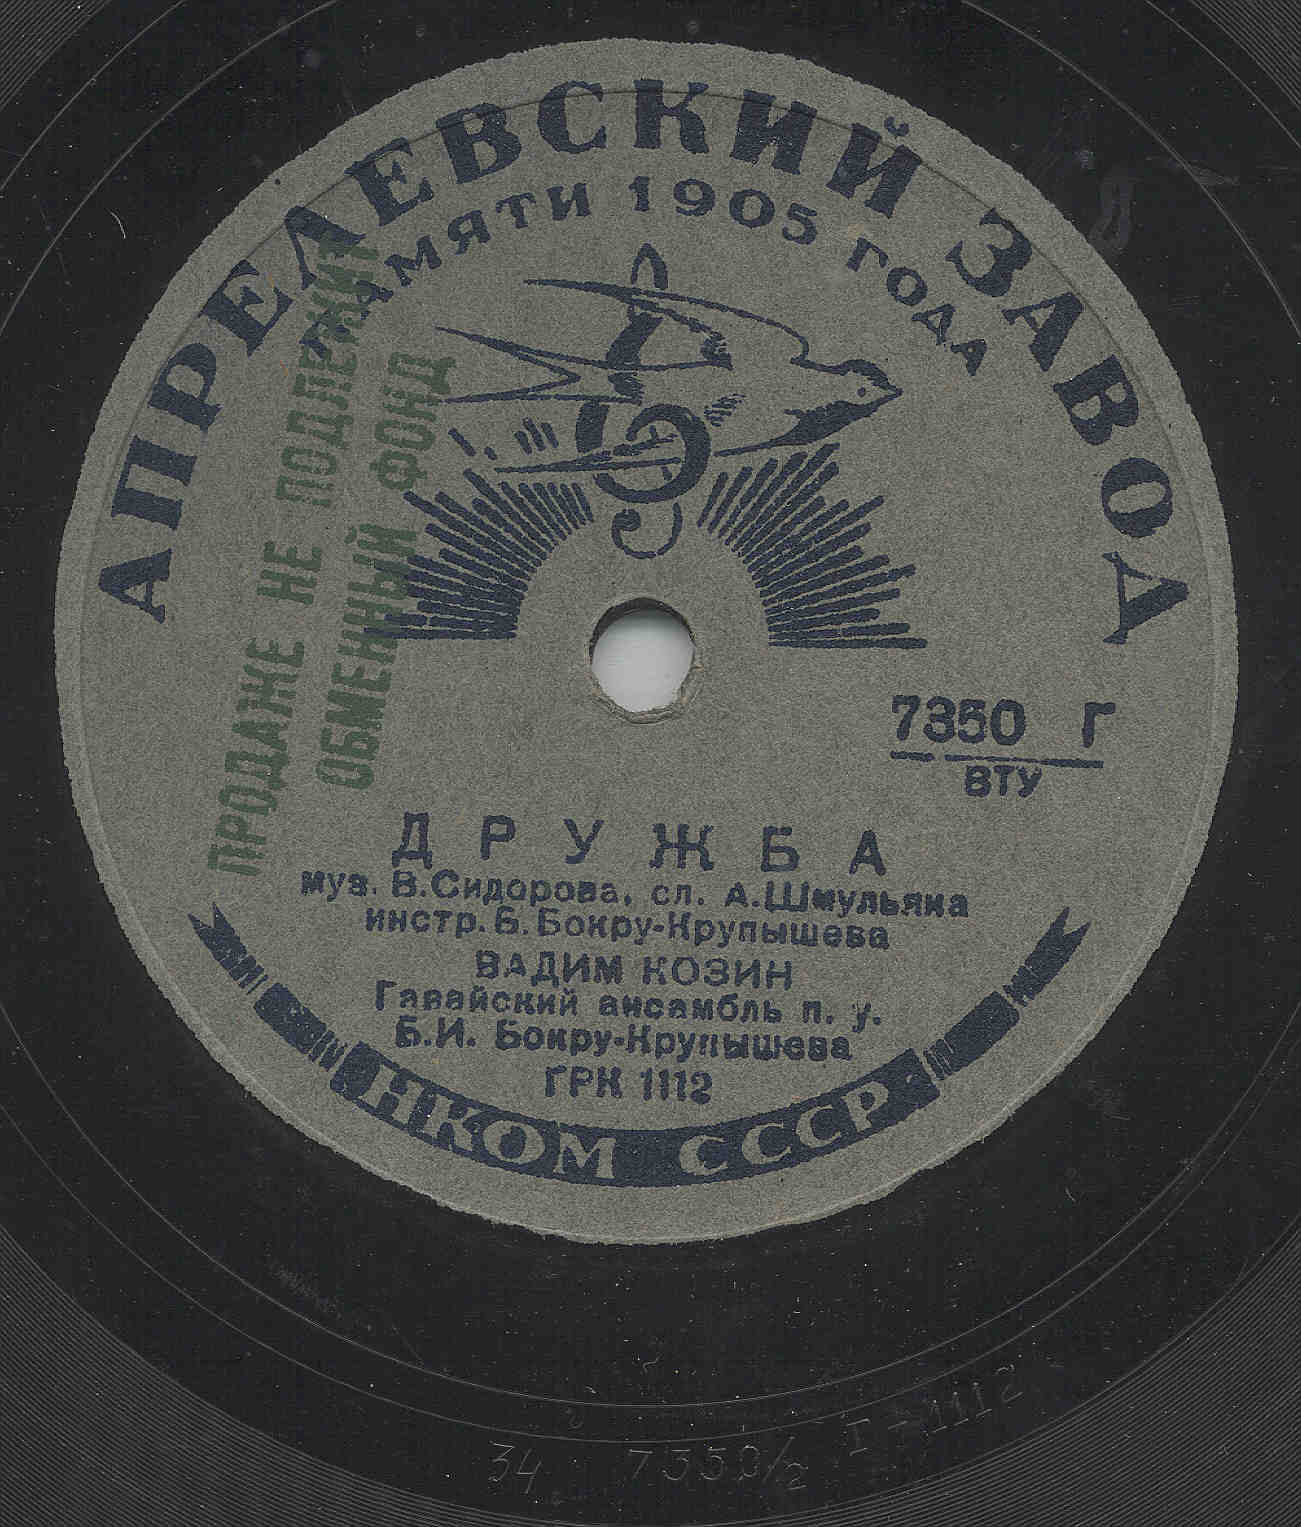 АПРЕЛЕВСКИЙ ЗАВОД
ПАМЯТИ 1905 ГОДА
ПРОДАЖЕ НЕ ПОДЛЕЖИТ
ОБМЕННЫЙ ФОНД
7350 Г
ВТУ
ДРУЖБА
муз. В.Сидорова, сл. А.Шмульяна
инстр. Б. Бокру-Крупышева
ВАДИМ КОЗИН
Гавайский ансамбль п. у.
Б.И. Бокру-Крупышева
ГРК 1112
НКОМ СССР
34 7350/2 Г-1112